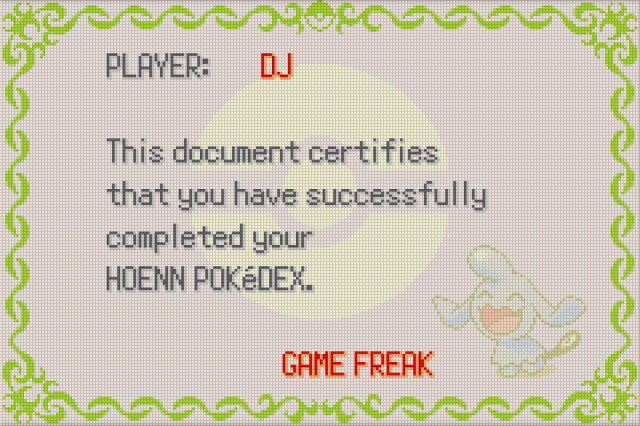 PLAYER: DJ
This document certifies
that you have successfully
completed your
HOENN POKéDEX.
GAME FREAK